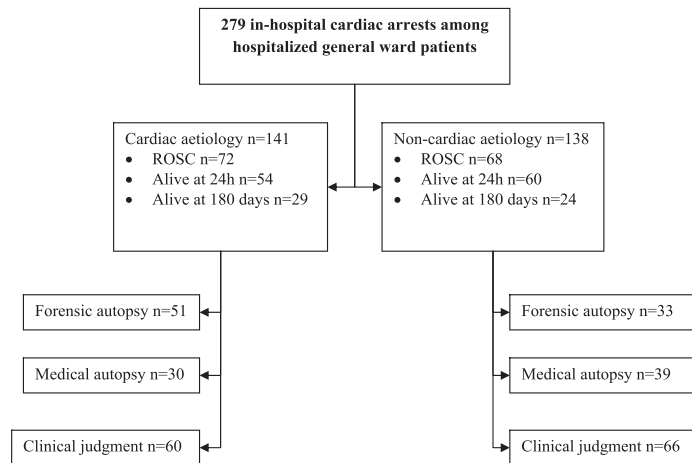 279 in-hospital cardiac arrests among
hospitalized general ward patients
Cardiac aetiology n=141
• ROSC n=72
• Alive at 24h n=54
• Alive at 180 days n=29
Non-cardiac aetiology n=138
• ROSC n=68
• Alive at 24h n=60
• Alive at 180 days n=24
Forensic autopsy n=51
Medical autopsy n=30
Clinical judgment n=60
Forensic autopsy n=33
Medical autopsy n=39
Clinical judgment n=66